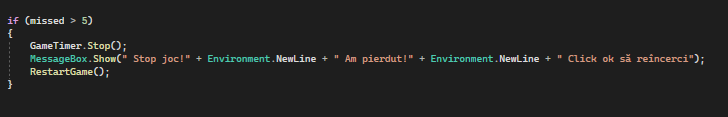 if (missed > 5)
{
GameTimer.Stop();
MessageBox.Show(" Stop joc!" + Environment.NewLine + " Am pierdut!" + Environment.NewLine + " Click ok să reîncerci");
RestartGame();
}